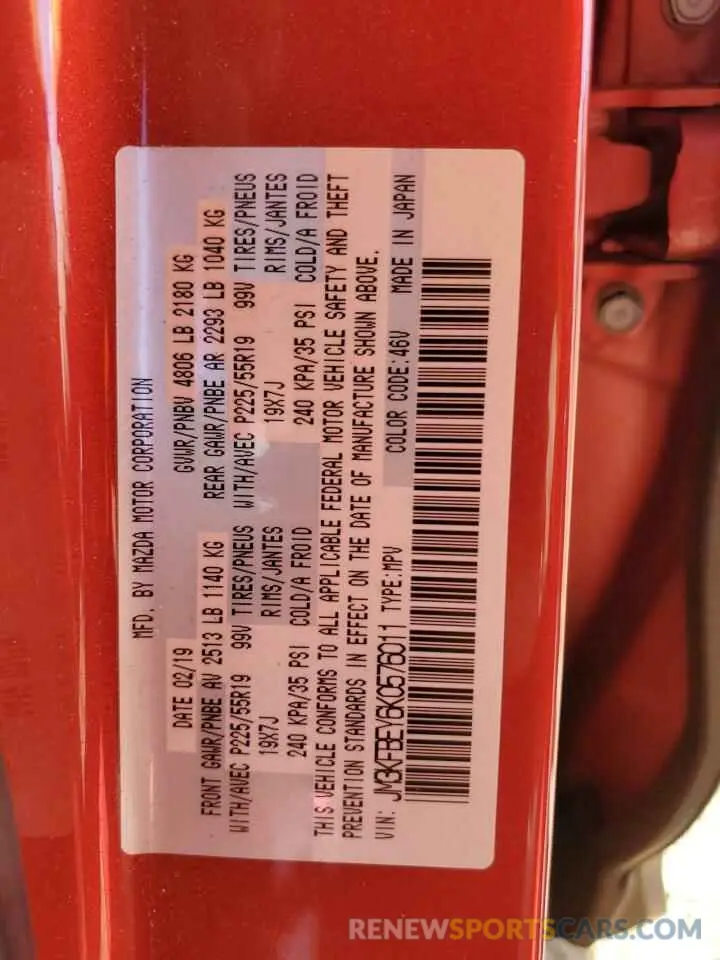 MFD. BY MAZDA MOTOR CORPORATION
DATE 02/19 GVWR/PNBV 4806 LB 2180 KG
FRONT GAWR/PNBE AV 2513 LB 1140 KG REAR GAWR/PNBE AR 2293 LB 1040 KG
WITH/AVEC P225/55R19 99V TIRES/PNEUS WITH/AVEC P225/55R19 99V TIRES/PNEUS
19X7J RIMS/JANTES 19X7J RIMS/JANTES
240 KPA/35 PSI COLD/A FROID 240 KPA/35 PSI COLD/A FROID
THIS VEHICLE CONFORMS TO ALL APPLICABLE FEDERAL MOTOR VEHICLE SAFETY AND THEFT
PREVENTION STANDARDS IN EFFECT ON THE DATE OF MANUFACTURE SHOWN ABOVE.
VIN: JM3KFBEY6K0576011 TYPE:MPV COLOR CODE:46V MADE IN JAPAN
RENEWSPORTSCARS.COM